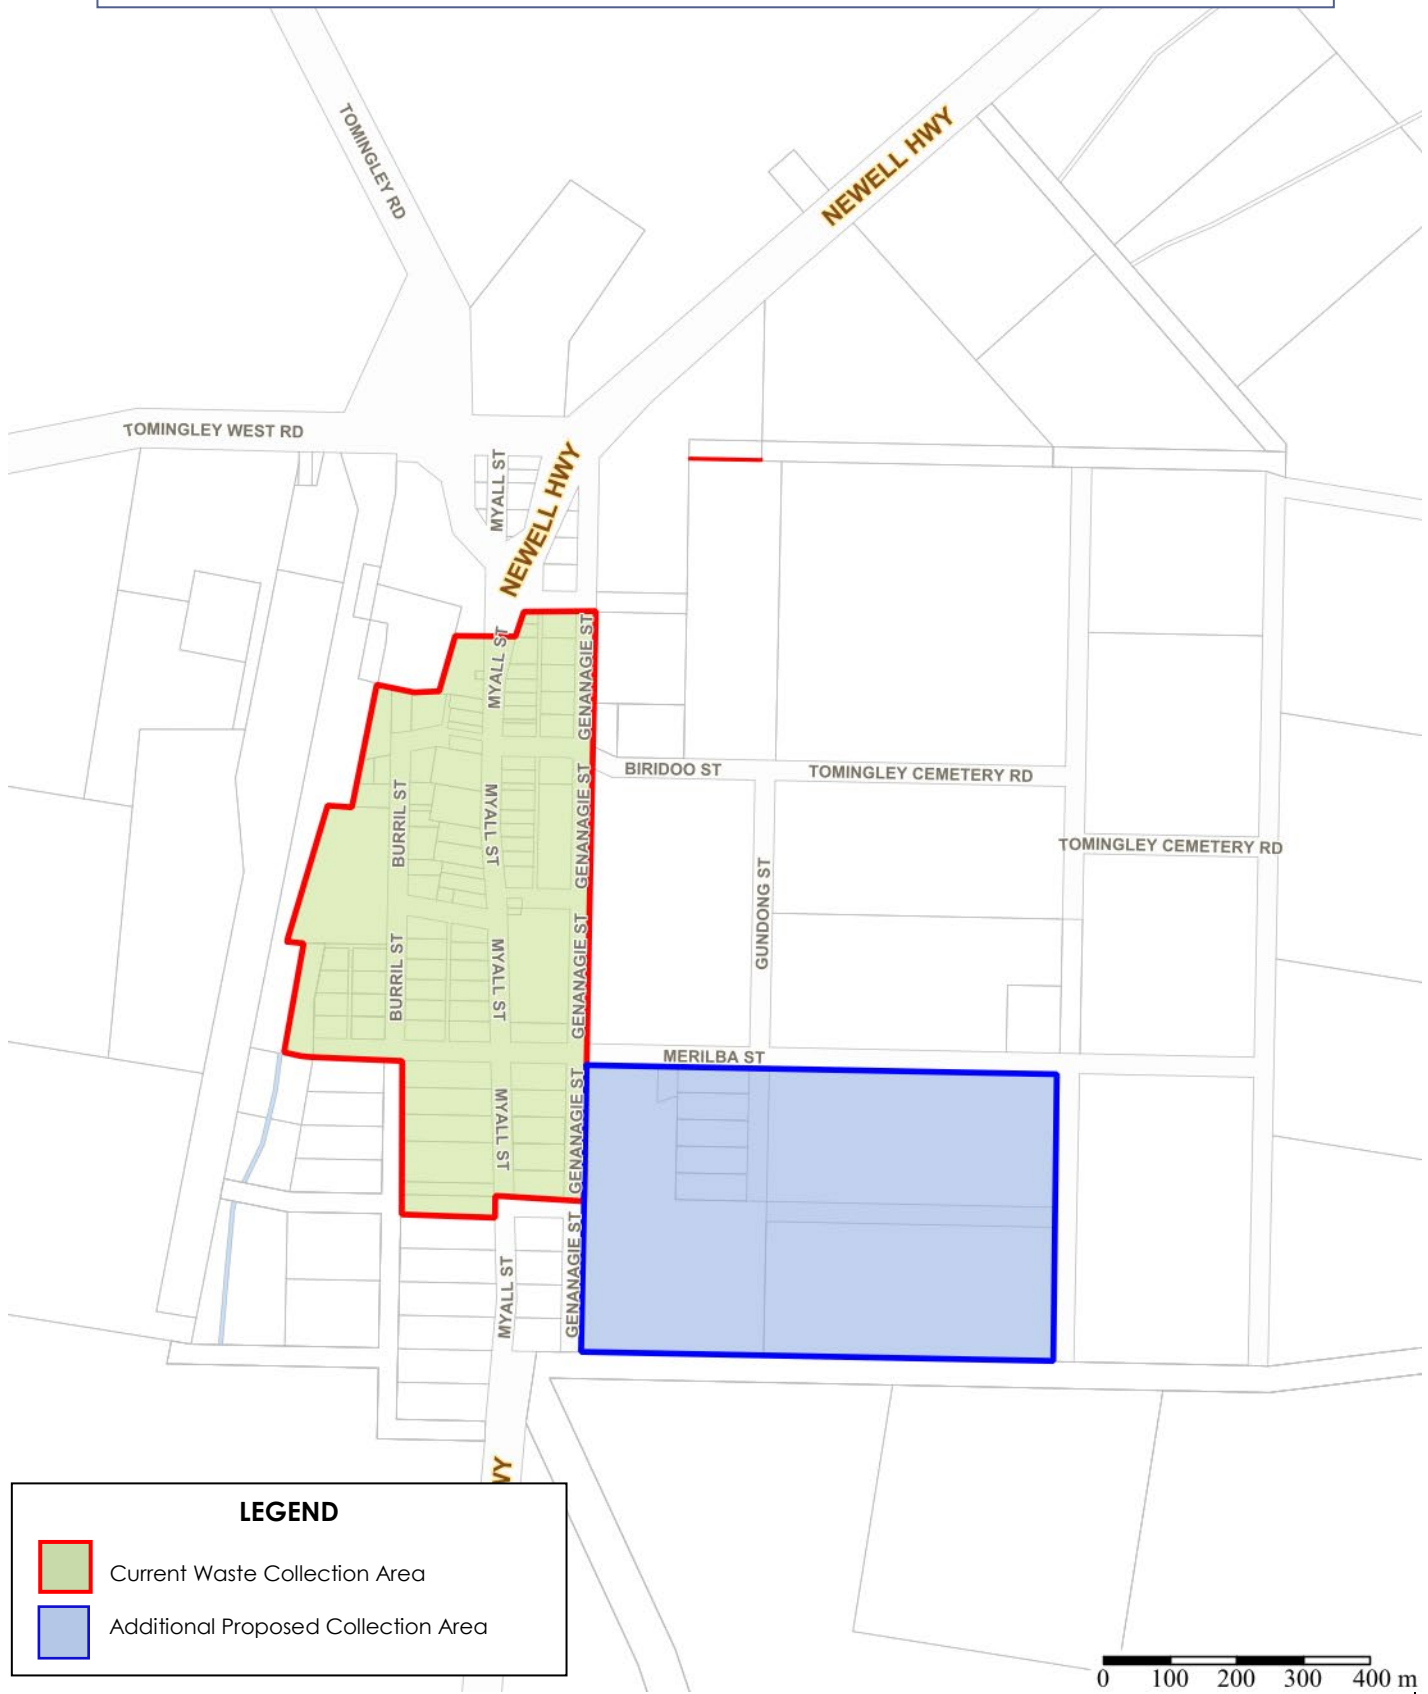 TOMINGLEY RD
NEWELL HWY
TOMINGLEY WEST RD
MYALL ST
NEWELL HWY
MYALL ST
GENANAGIE ST
BIRIDOO ST
TOMINGLEY CEMETERY RD
BURRIL ST
MYALL ST
GENANAGIE ST
TOMINGLEY CEMETERY RD
GUNDONG ST
BURRIL ST
MYALL ST
GENANAGIE ST
MERILBA ST
MYALL ST
GENANAGIE ST
MYALL ST
GENANAGIE ST
WY
LEGEND
Current Waste Collection Area
Additional Proposed Collection Area
0 100 200 300 400 m